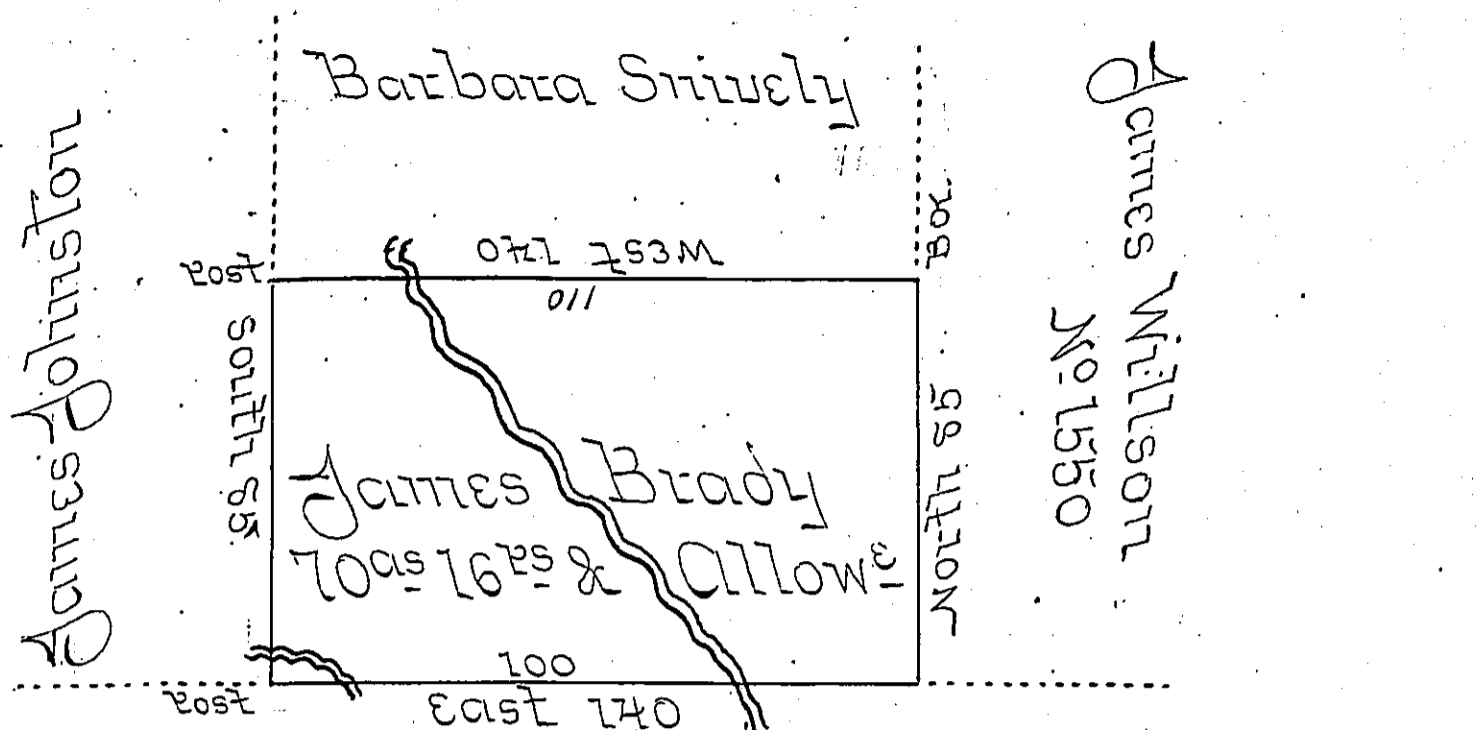 Barbara Snively
James Johnston
James Willson
Nº 1550
BO.
Post
West 140
110
South 85.
North 85
James Brady
70as 16ps & Allowe
100
Post
East 140